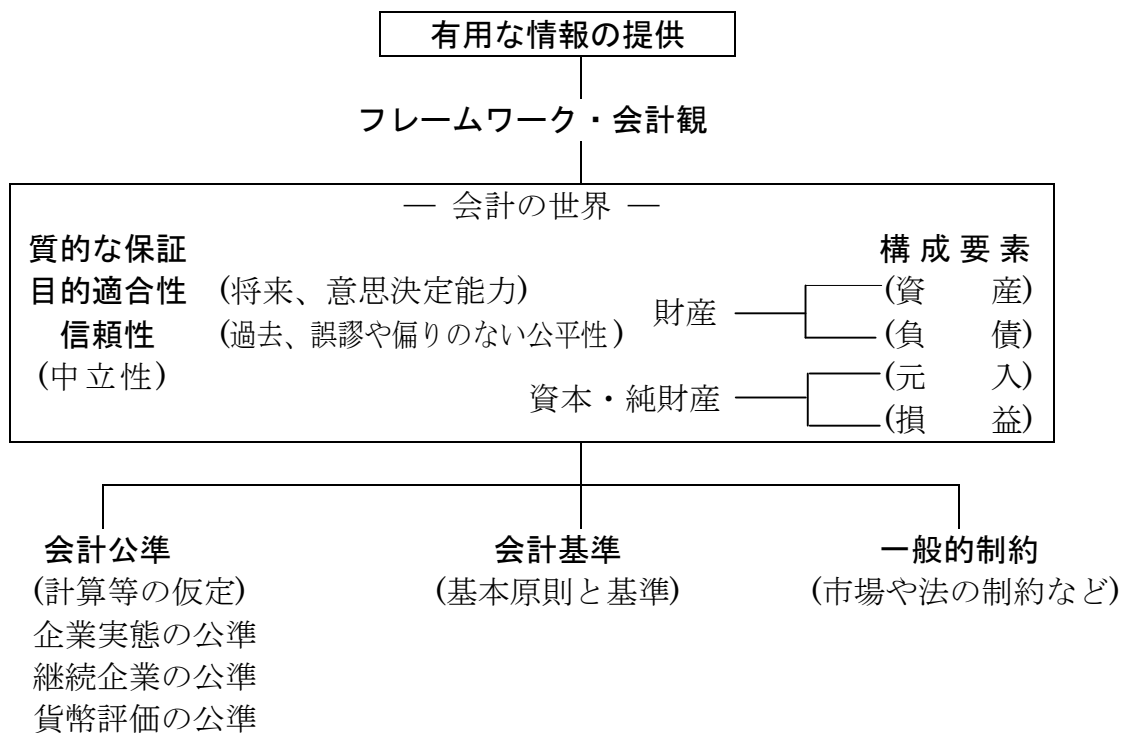 有用な情報の提供
フレームワーク・会計観
― 会計の世界 ―
質的な保証
目的適合性 (将来、意思決定能力)
信頼性 (過去、誤謬や偏りのない公平性)
(中立性)
構成要素
財産
(資 産)
(負 債)
資本・純財産
(元 入)
(損 益)
会計公準
(計算等の仮定)
企業実態の公準
継続企業の公準
貨幣評価の公準
会計基準
(基本原則と基準)
一般的制約
(市場や法の制約など)